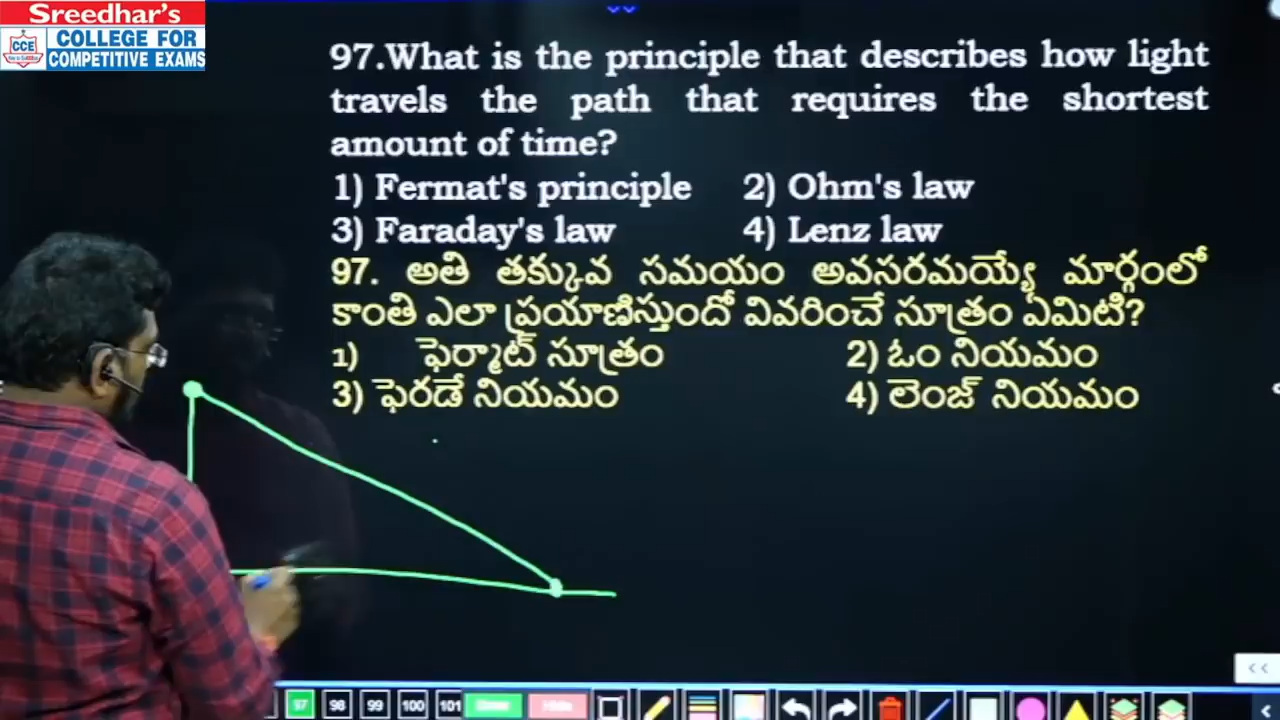 Sreedhar's
CCE
COLLEGE FOR
COMPETITIVE EXAMS
97.What is the principle that describes how light
travels the path that requires the shortest
amount of time?
1) Fermat's principle 2) Ohm's law
3) Faraday's law 4) Lenz law
97. అతి తక్కువ సమయం అవసరమయ్యే మార్గంలో
కాంతి ఎలా ప్రయాణిస్తుందో వివరించే సూత్రం ఏమిటి?
1) ఫెర్మాట్ సూత్రం 2) ఓం నియమం
3) ఫెరడే నియమం 4) లెంజ్ నియమం
97 98 99 100 101